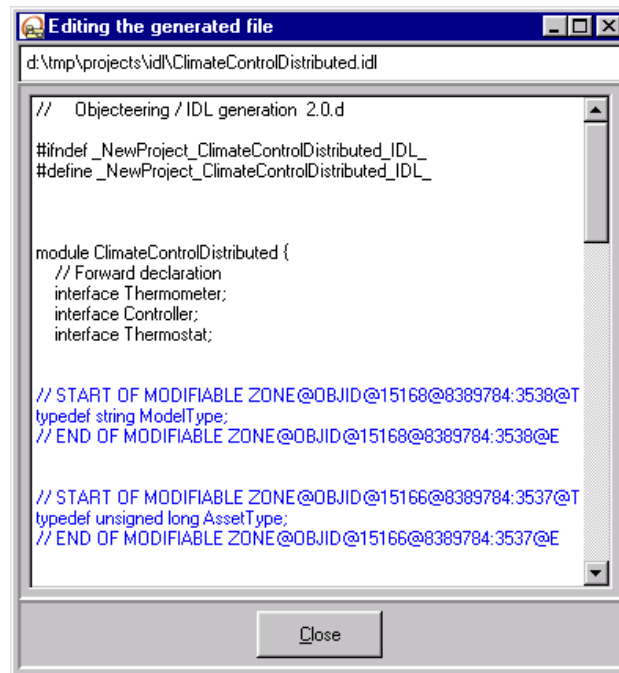 Editing the generated file
d:\tmp\projects\idl\ClimateControlDistributed.idl
//    Objecteering / IDL generation  2.0.d
#ifndef _NewProject_ClimateControlDistributed_IDL_
#define _NewProject_ClimateControlDistributed_IDL_
module ClimateControlDistributed {
// Forward declaration
interface Thermometer;
interface Controller;
interface Thermostat;
// START OF MODIFIABLE ZONE@OBJID@15168@8389784:3538@T
typedef string ModelType;
// END OF MODIFIABLE ZONE@OBJID@15168@8389784:3538@E
// START OF MODIFIABLE ZONE@OBJID@15166@8389784:3537@T
typedef unsigned long AssetType;
// END OF MODIFIABLE ZONE@OBJID@15166@8389784:3537@E
Close